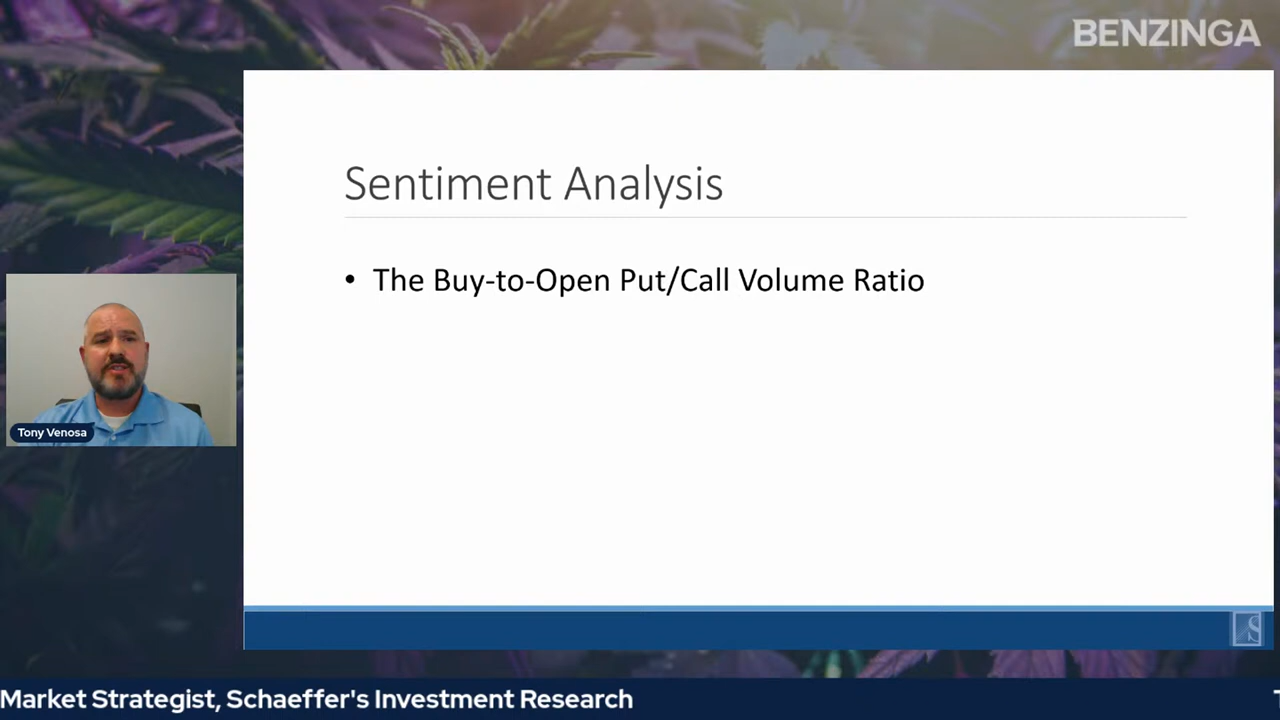 BENZINGA
Sentiment Analysis
• The Buy-to-Open Put/Call Volume Ratio
Tony Venosa
Market Strategist, Schaeffer's Investment Research